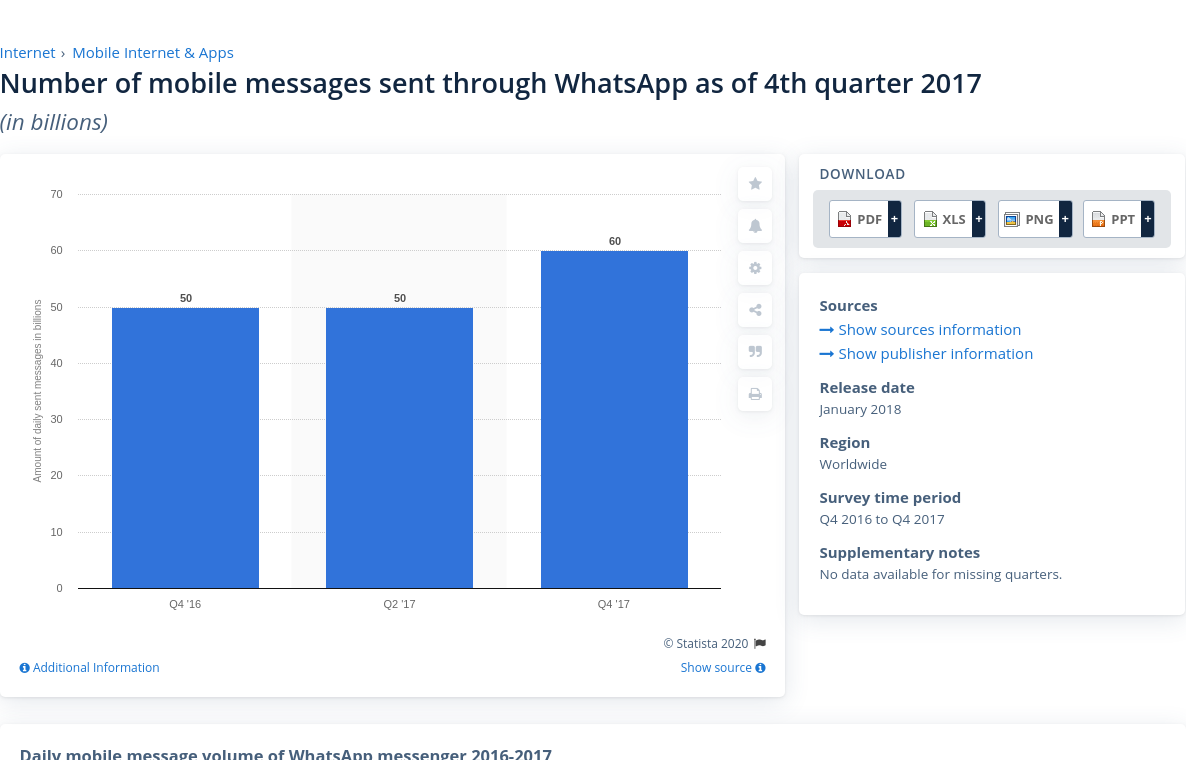 Internet › Mobile Internet & Apps
Number of mobile messages sent through WhatsApp as of 4th quarter 2017
(in billions)
70
60
50
40
30
20
10
0
Amount of daily sent messages in billions
50
50
60
Q4 '16
Q2 '17
Q4 '17
© Statista 2020
Additional Information
Show source
DOWNLOAD
PDF +
XLS +
PNG +
PPT +
Sources
Show sources information
Show publisher information
Release date
January 2018
Region
Worldwide
Survey time period
Q4 2016 to Q4 2017
Supplementary notes
No data available for missing quarters.
Daily mobile message volume of WhatsApp messenger 2016-2017